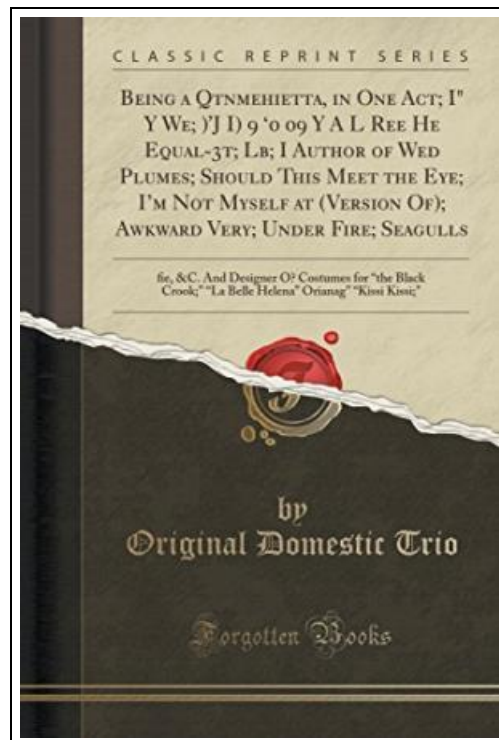 CLASSIC REPRINT SERIES
BEING A QTNMEHIETTA, IN ONE ACT; I"
Y WE; )'J I) 9 ‘0 09 Y A L REE HE
EQUAL-3T; LB; I AUTHOR OF WED
PLUMES; SHOULD THIS MEET THE EYE;
I'M NOT MYSELF AT (VERSION OF);
AWKWARD VERY; UNDER FIRE; SEAGULLS
fie, &C. And Designer O? Costumes for “the Black
Crook;” “La Belle Helena” Orianag” “Kissi Kissi;”
F
by
Original Domestic Trio
Forgotten Books